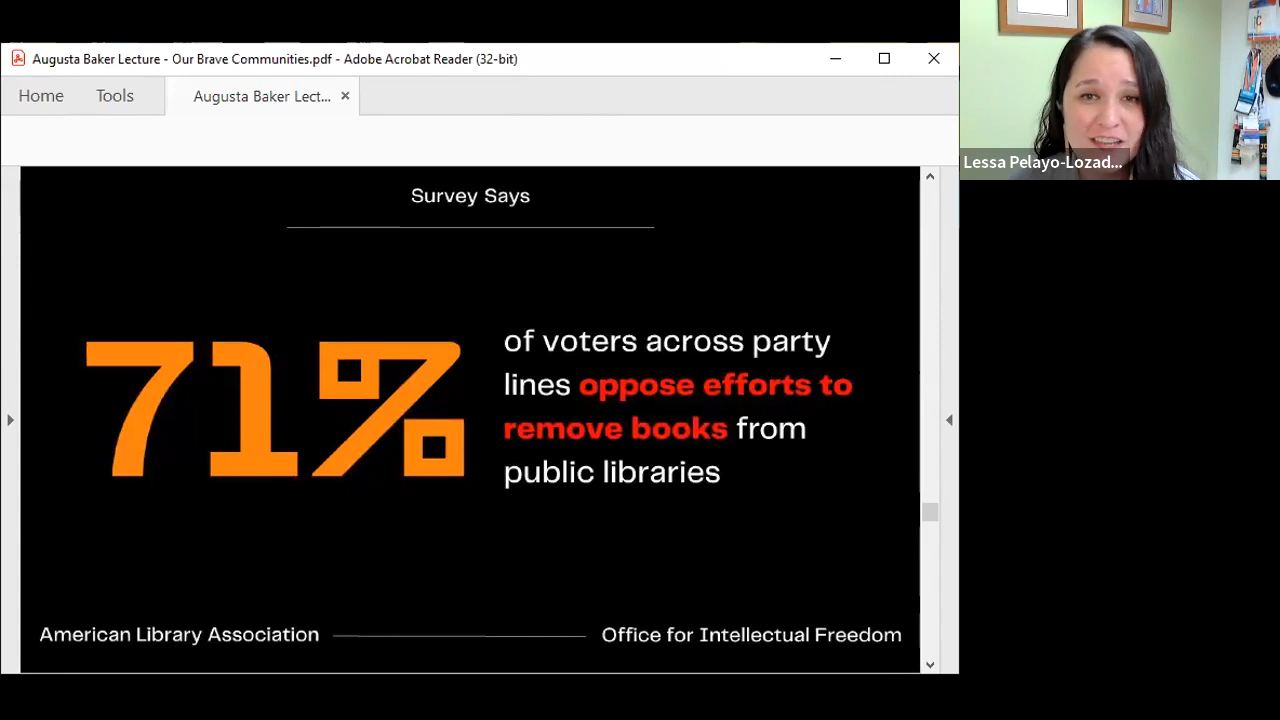 Augusta Baker Lecture - Our Brave Communities.pdf - Adobe Acrobat Reader (32-bit)
Home
Tools
Augusta Baker Lect...
Lessa Pelayo-Lozad...
Survey Says
71%
of voters across party
lines oppose efforts to
remove books from
public libraries
American Library Association
Office for Intellectual Freedom